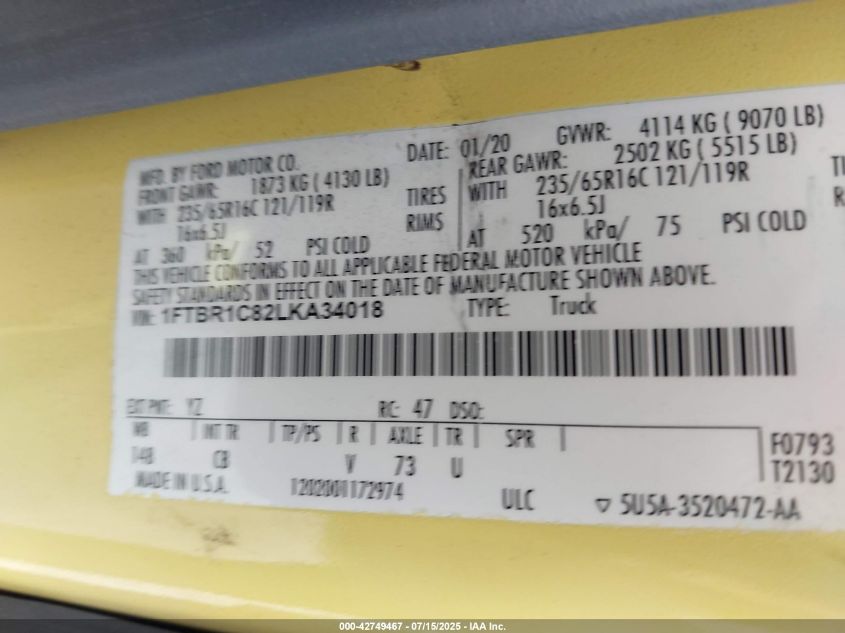 MFD. BY FORD MOTOR CO.
DATE: 01/20 GVWR: 4114 KG ( 9070 LB)
FRONT GAWR: 1873 KG ( 4130 LB)
REAR GAWR: 2502 KG ( 5515 LB)
WITH 235/65R16C 121/119R TIRES
WITH 235/65R16C 121/119R
16x6.5J RIMS
16x6.5J
AT 360 kPa/ 52 PSI COLD
AT 520 kPa/ 75 PSI COLD
THIS VEHICLE CONFORMS TO ALL APPLICABLE FEDERAL MOTOR VEHICLE
SAFETY STANDARDS IN EFFECT ON THE DATE OF MANUFACTURE SHOWN ABOVE.
VIN: 1FTBR1C82LKA34018 TYPE: Truck
EXT PNT: YZ RC: 47 DSO:
WB INT TR TP/PS R AXLE TR SPR
148 CB V 73 U
F0793
T2130
MADE IN U.S.A. 1202001172974 ULC ▽ 5U5A-3520472-AA
000-42749467 - 07/15/2025 - IAA Inc.